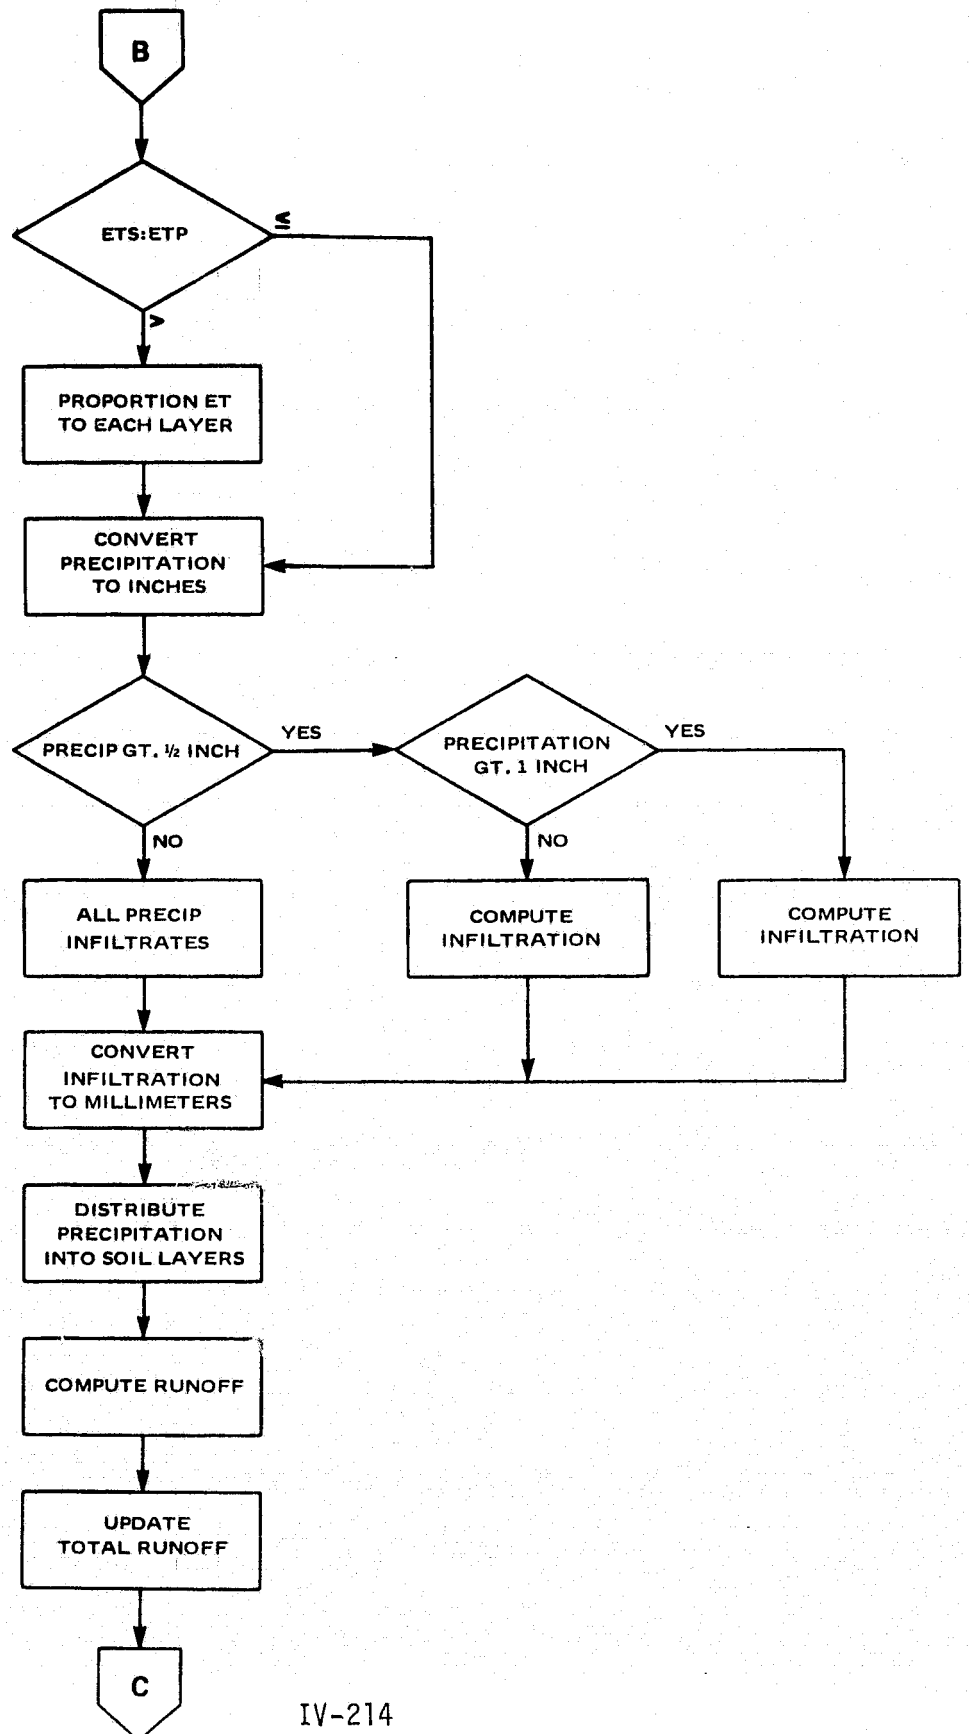 B
ETS:ETP
≤
>
PROPORTION ET
TO EACH LAYER
CONVERT
PRECIPITATION
TO INCHES
PRECIP GT. ½ INCH
YES
PRECIPITATION
GT. 1 INCH
YES
NO
NO
ALL PRECIP
INFILTRATES
COMPUTE
INFILTRATION
COMPUTE
INFILTRATION
CONVERT
INFILTRATION
TO MILLIMETERS
DISTRIBUTE
PRECIPITATION
INTO SOIL LAYERS
COMPUTE RUNOFF
UPDATE
TOTAL RUNOFF
C
IV-214